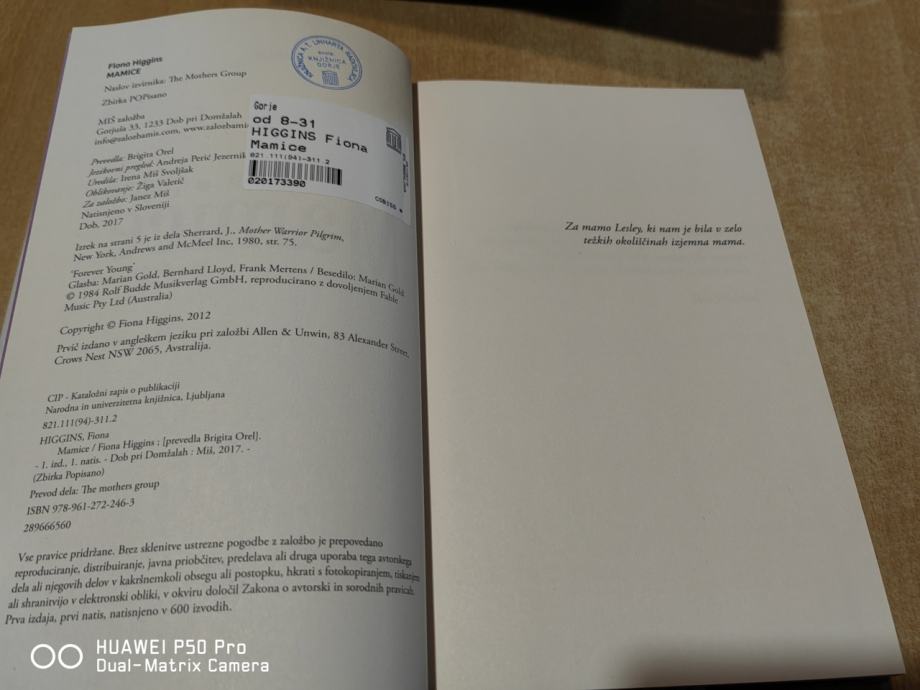 Fiona Higgins
MAMICE
Naslov izvirnika: The Mothers Group
Zbirka POPisano
MIŠ založba
Gorjuša 33, 1233 Dob pri Domžalah
info@zalozbamis.com, www.zalozbamis
Prevedla: Brigita Orel
Jezikovni pregled: Andreja Perić Jezernik
Uredila: Irena Miš Svoljšak
Oblikovanje: Žiga Valetič
Za založbo: Janez Miš
Natisnjeno v Sloveniji
Dob, 2017
Izrek na strani 5 je iz dela Sherrard, J., Mother Warrior Pilgrim,
New York, Andrews and McMeel Inc, 1980, str. 75.
"Forever Young"
Glasba: Marian Gold, Bernhard Lloyd, Frank Mertens / Besedilo: Marian Gold
© 1984 Rolf Budde Musikverlag GmbH, reproducirano z dovoljenjem Fable
Music Pty Ltd (Australia)
Copyright © Fiona Higgins, 2012
Prvič izdano v angleškem jeziku pri založbi Allen & Unwin, 83 Alexander Street,
Crows Nest NSW 2065, Avstralija.
CIP - Kataložni zapis o publikaciji
Narodna in univerzitetna knjižnica, Ljubljana
821.111(94)-311.2
HIGGINS, Fiona
Mamice / Fiona Higgins ; [prevedla Brigita Orel].
- 1. izd., 1. natis. - Dob pri Domžalah : Miš, 2017. -
(Zbirka Popisano)
Prevod dela: The mothers group
ISBN 978-961-272-246-3
289666560
Vse pravice pridržane. Brez sklenitve ustrezne pogodbe z založbo je prepovedano
reproduciranje, distribuiranje, javna priobčitev, predelava ali druga uporaba tega avtorskega
dela ali njegovih delov v kakršnemkoli obsegu ali postopku, hkrati s fotokopiranjem, tiskanjem
ali shranitvijo v elektronski obliki, v okviru določil Zakona o avtorski in sorodnih pravicah.
Prva izdaja, prvi natis, natisnjeno v 600 izvodih.
KNJIŽNICA A. T. LINHARTA RADOVLJICA
KNJIŽNICA
GORJE
Gorje
od 8-31
HIGGINS Fiona
Mamice
821.111(94)-311.2
020173390
COBISS
Za mamo Lesley, ki nam je bila v zelo
težkih okoliščinah izjemna mama.
HUAWEI P50 Pro
Dual-Matrix Camera